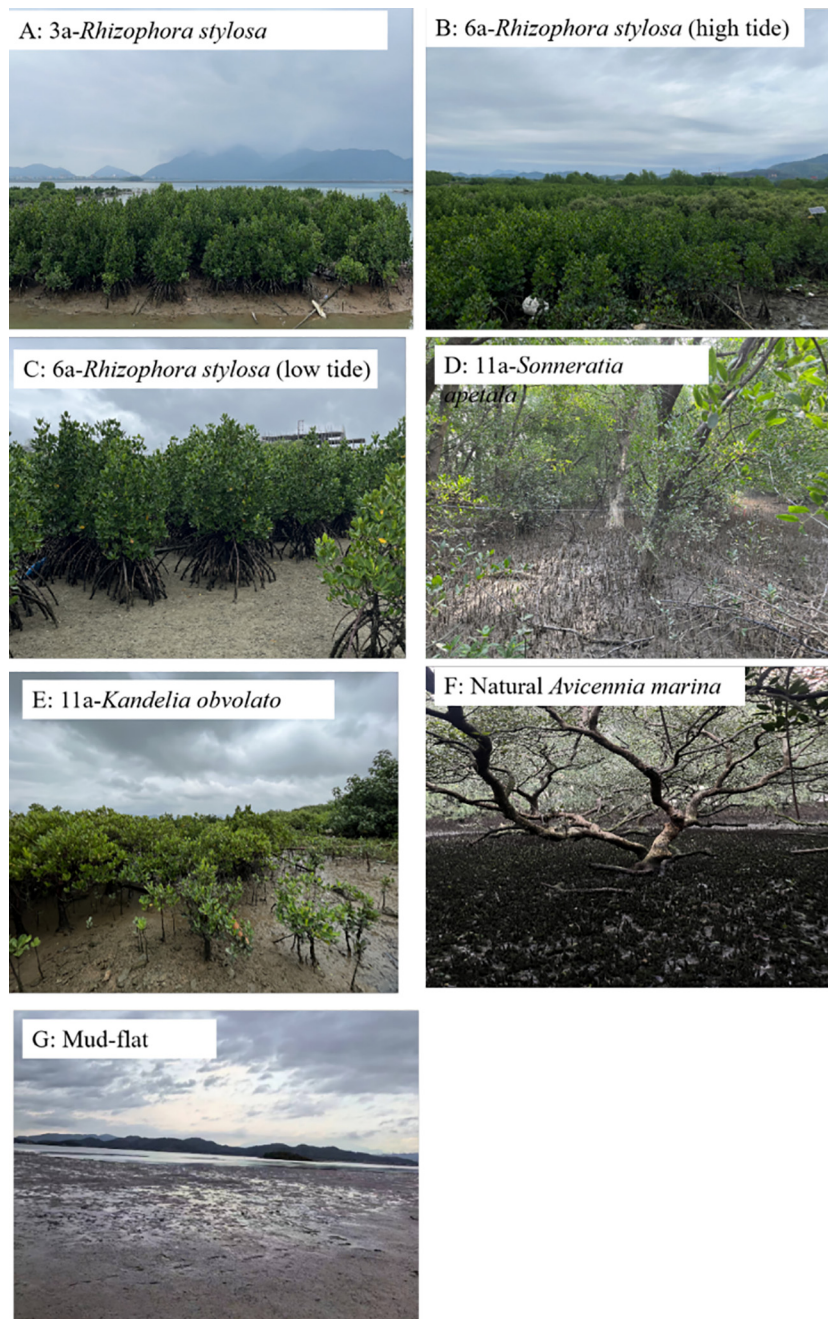 A: 3a-Rhizophora stylosa
B: 6a-Rhizophora stylosa (high tide)
C: 6a-Rhizophora stylosa (low tide)
D: 11a-Sonneratia
apetala
E: 11a-Kandelia obvolato
F: Natural Avicennia marina
G: Mud-flat